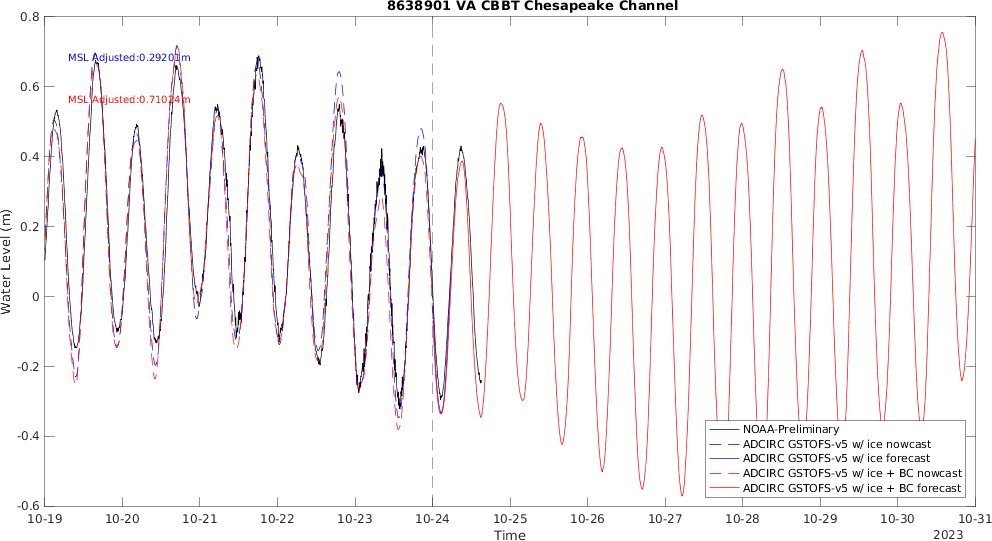 8638901 VA CBBT Chesapeake Channel
0.8
0.6
0.4
0.2
0
-0.2
-0.4
-0.6
Water Level (m)
MSL Adjusted:0.29201m
MSL Adjusted:0.71024m
NOAA-Preliminary
ADCIRC GSTOFS-v5 w/ ice nowcast
ADCIRC GSTOFS-v5 w/ ice forecast
ADCIRC GSTOFS-v5 w/ ice + BC nowcast
ADCIRC GSTOFS-v5 w/ ice + BC forecast
10-19 10-20 10-21 10-22 10-23 10-24 10-25 10-26 10-27 10-28 10-29 10-30 10-31
Time
2023